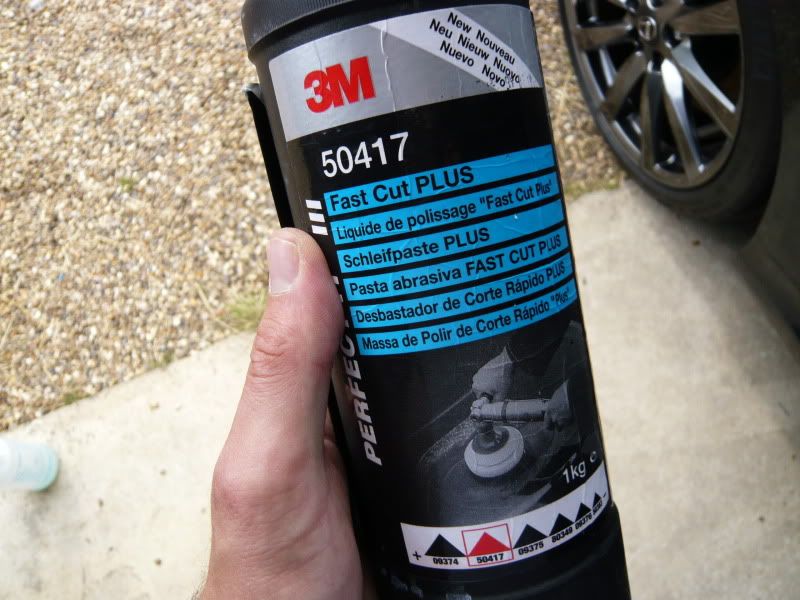 New Nouveau
Neu Nieuw Nuovo
Nuevo Novo
3M
50417
Fast Cut PLUS
Liquide de polissage "Fast Cut Plus"
Schleifpaste PLUS
Pasta abrasiva FAST CUT PLUS
Desbastador de Corte Rápido PLUS
Massa de Polir de Corte Rápido "Plus"
1kg e
+ 09374 50417 09375 80349 09376 -